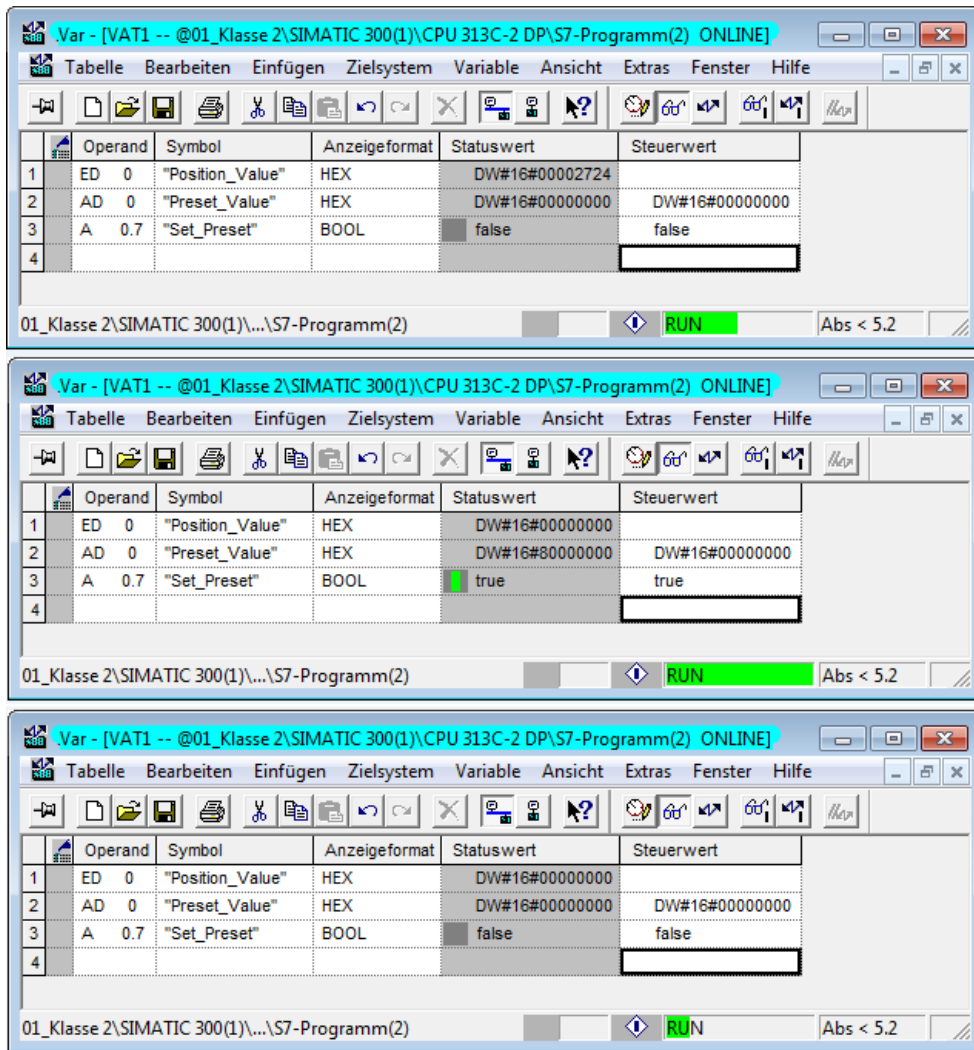 .Var - [VAT1 -- @01_Klasse 2\SIMATIC 300(1)\CPU 313C-2 DP\S7-Programm(2) ONLINE]
Tabelle Bearbeiten Einfügen Zielsystem Variable Ansicht Extras Fenster Hilfe
Operand Symbol Anzeigeformat Statuswert Steuerwert
1 ED 0 "Position_Value" HEX DW#16#00002724
2 AD 0 "Preset_Value" HEX DW#16#00000000 DW#16#00000000
3 A 0.7 "Set_Preset" BOOL false false
4
01_Klasse 2\SIMATIC 300(1)\...\S7-Programm(2) RUN Abs < 5.2
.Var - [VAT1 -- @01_Klasse 2\SIMATIC 300(1)\CPU 313C-2 DP\S7-Programm(2) ONLINE]
Tabelle Bearbeiten Einfügen Zielsystem Variable Ansicht Extras Fenster Hilfe
Operand Symbol Anzeigeformat Statuswert Steuerwert
1 ED 0 "Position_Value" HEX DW#16#00000000
2 AD 0 "Preset_Value" HEX DW#16#80000000 DW#16#00000000
3 A 0.7 "Set_Preset" BOOL true true
4
01_Klasse 2\SIMATIC 300(1)\...\S7-Programm(2) RUN Abs < 5.2
.Var - [VAT1 -- @01_Klasse 2\SIMATIC 300(1)\CPU 313C-2 DP\S7-Programm(2) ONLINE]
Tabelle Bearbeiten Einfügen Zielsystem Variable Ansicht Extras Fenster Hilfe
Operand Symbol Anzeigeformat Statuswert Steuerwert
1 ED 0 "Position_Value" HEX DW#16#00000000
2 AD 0 "Preset_Value" HEX DW#16#00000000 DW#16#00000000
3 A 0.7 "Set_Preset" BOOL false false
4
01_Klasse 2\SIMATIC 300(1)\...\S7-Programm(2) RUN Abs < 5.2